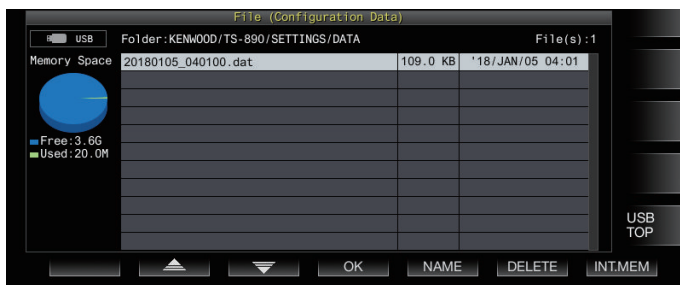 File (Configuration Data)
USB Folder:KENWOOD/TS-890/SETTINGS/DATA File(s):1
Memory Space
20180105_040100.dat 109.0 KB '18/JAN/05 04:01
Free:3.6G
Used:20.0M
USB
TOP
OK NAME DELETE INT.MEM